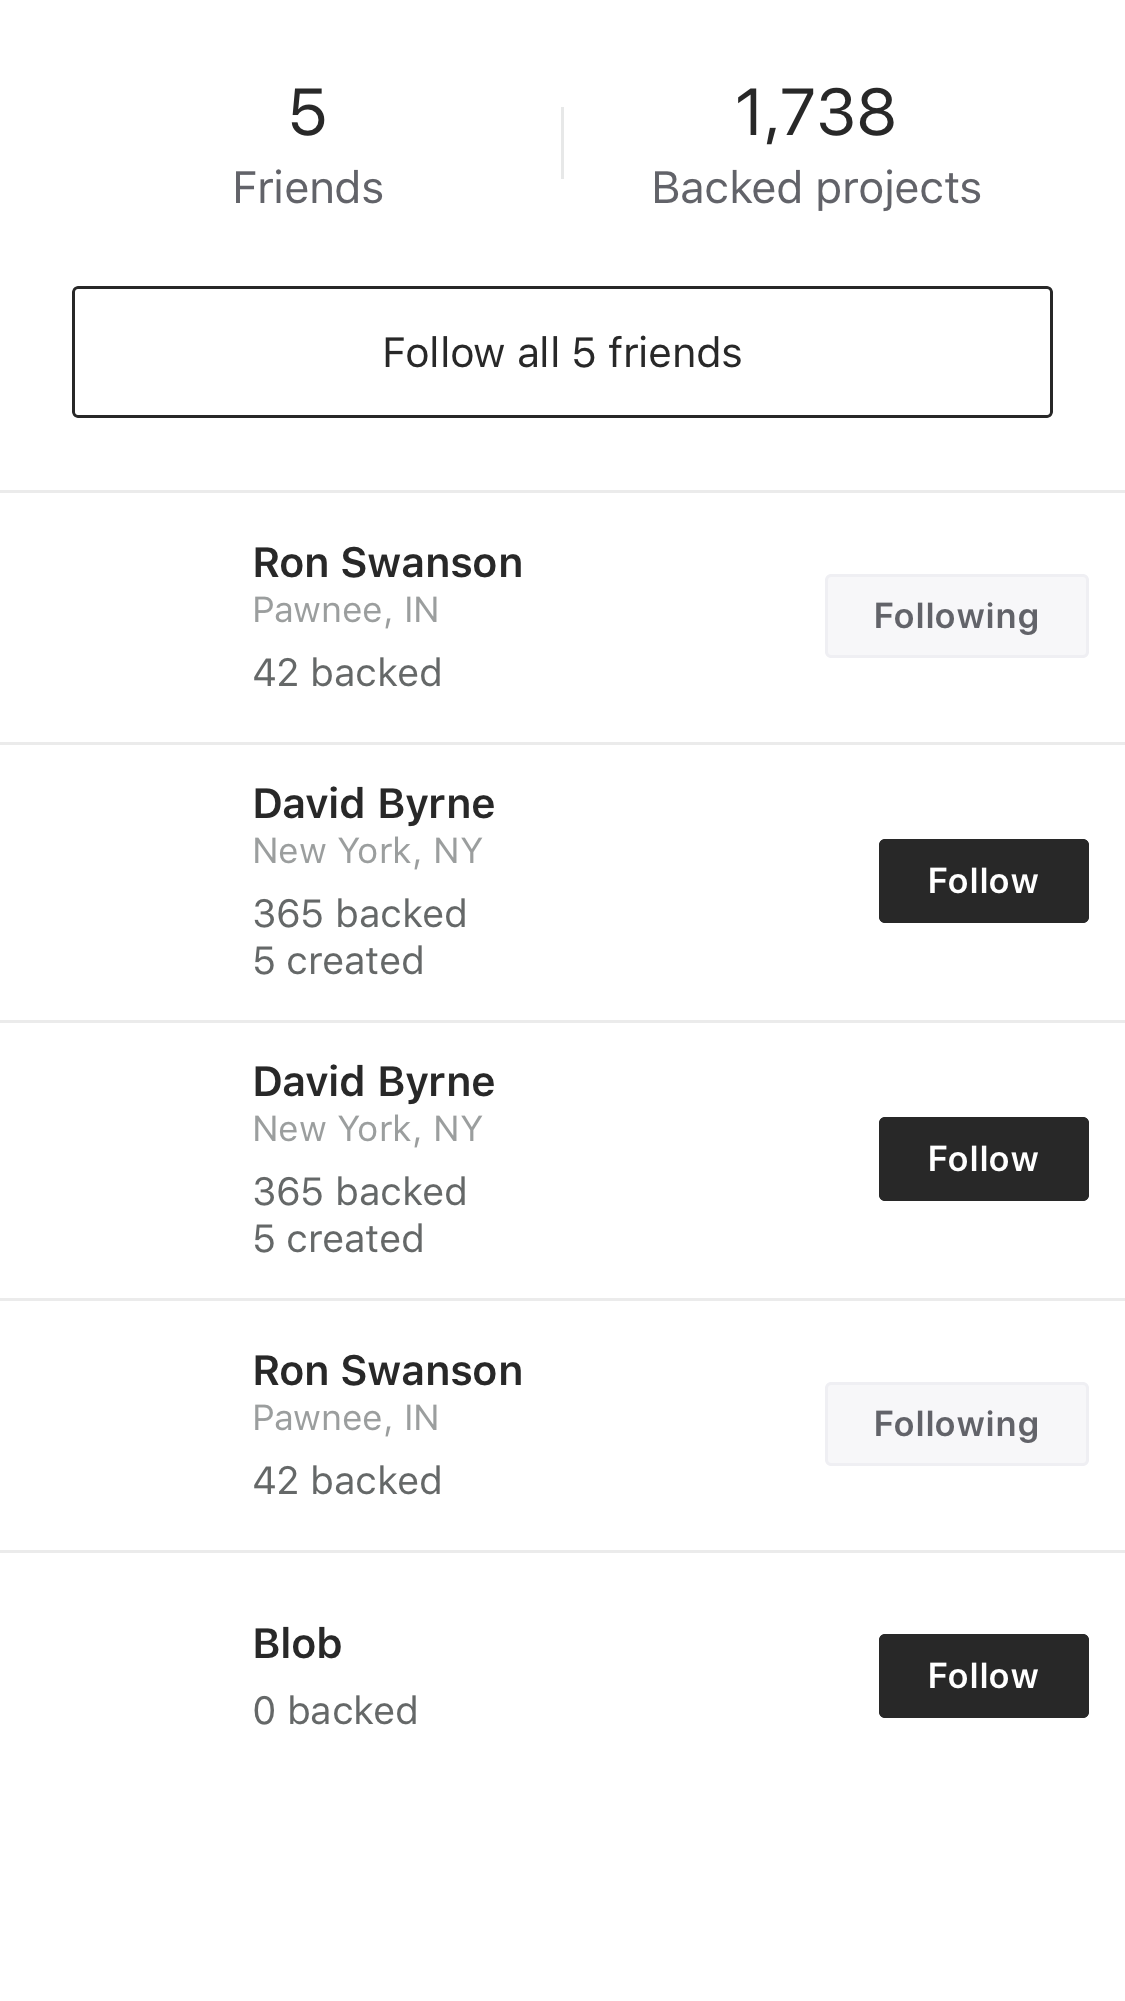 5
Friends
1,738
Backed projects
Follow all 5 friends
Ron Swanson
Pawnee, IN
42 backed
Following
David Byrne
New York, NY
365 backed
5 created
Follow
David Byrne
New York, NY
365 backed
5 created
Follow
Ron Swanson
Pawnee, IN
42 backed
Following
Blob
0 backed
Follow